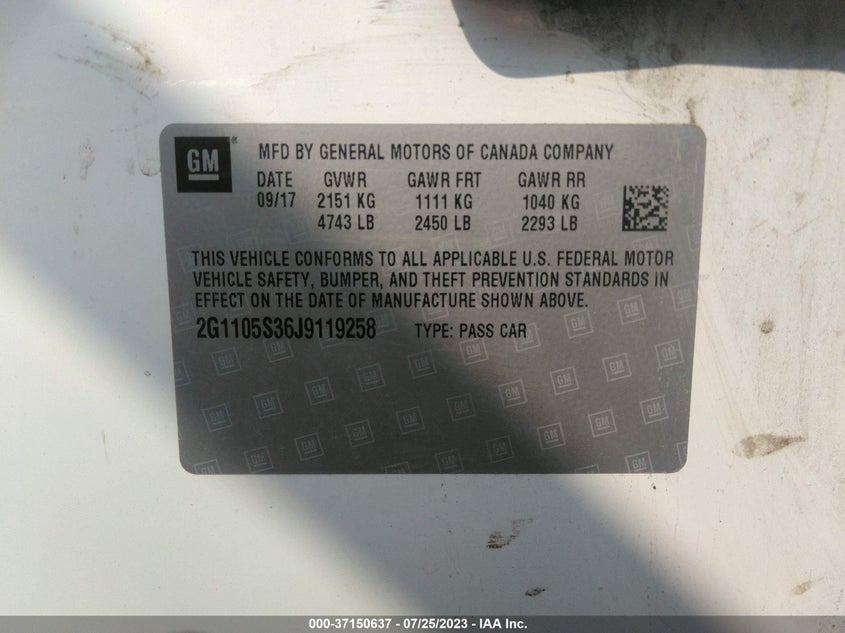 GM
MFD BY GENERAL MOTORS OF CANADA COMPANY
DATE GVWR GAWR FRT GAWR RR
09/17 2151 KG 1111 KG 1040 KG
4743 LB 2450 LB 2293 LB
THIS VEHICLE CONFORMS TO ALL APPLICABLE U.S. FEDERAL MOTOR
VEHICLE SAFETY, BUMPER, AND THEFT PREVENTION STANDARDS IN
EFFECT ON THE DATE OF MANUFACTURE SHOWN ABOVE.
2G1105S36J9119258 TYPE: PASS CAR
000-37150637 - 07/25/2023 - IAA Inc.